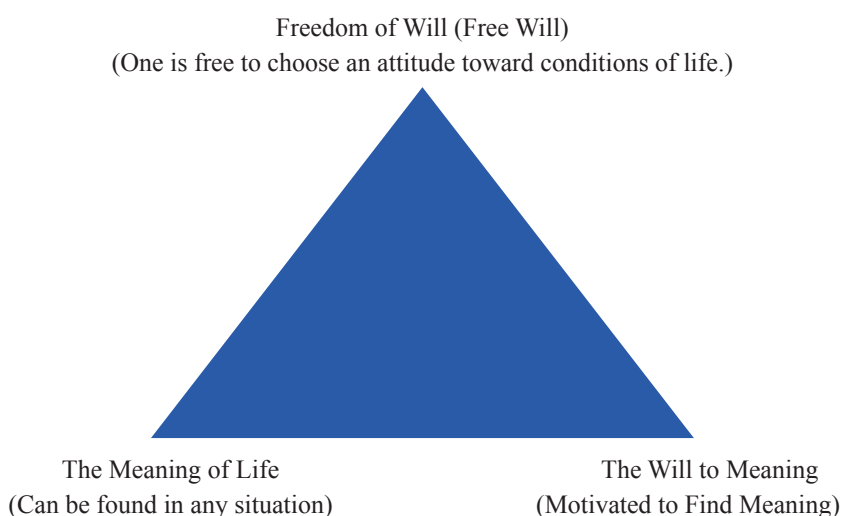 Freedom of Will (Free Will)
(One is free to choose an attitude toward conditions of life.)
The Meaning of Life
(Can be found in any situation)
The Will to Meaning
(Motivated to Find Meaning)